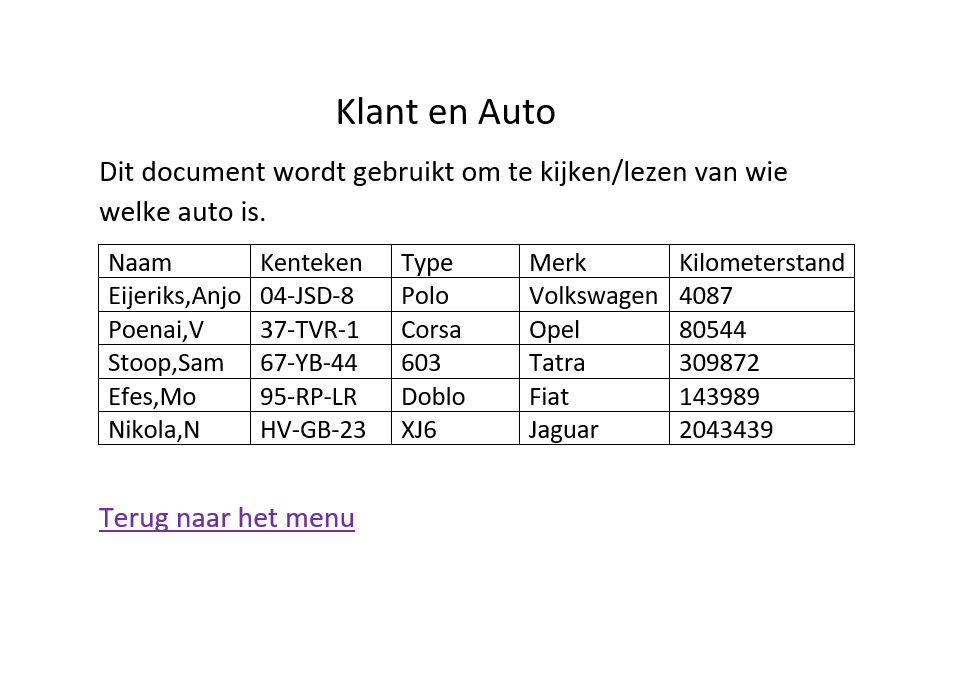 Klant en Auto
Dit document wordt gebruikt om te kijken/lezen van wie
welke auto is.
Naam Kenteken Type Merk Kilometerstand
Eijeriks,Anjo 04-JSD-8 Polo Volkswagen 4087
Poenai,V 37-TVR-1 Corsa Opel 80544
Stoop,Sam 67-YB-44 603 Tatra 309872
Efes,Mo 95-RP-LR Doblo Fiat 143989
Nikola,N HV-GB-23 XJ6 Jaguar 2043439
Terug naar het menu